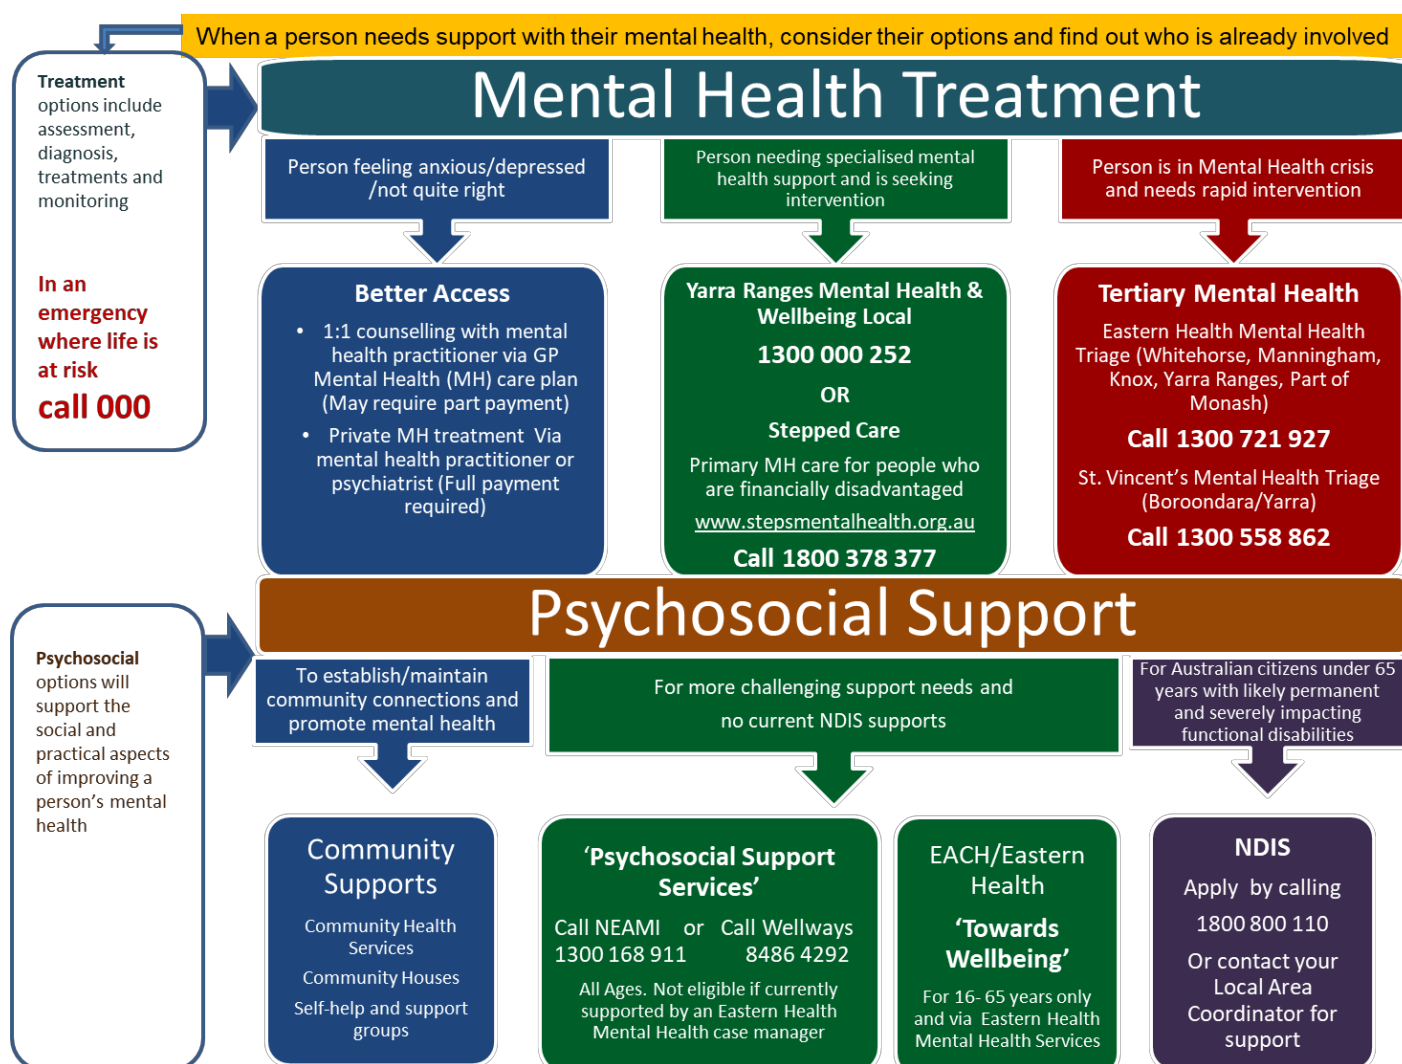 When a person needs support with their mental health, consider their options and find out who is already involved
Treatment
options include
assessment,
diagnosis,
treatments and
monitoring
In an
emergency
where life is
at risk
call 000
Mental Health Treatment
Person feeling anxious/depressed
/not quite right
Better Access
• 1:1 counselling with mental
health practitioner via GP
Mental Health (MH) care plan
(May require part payment)
• Private MH treatment Via
mental health practitioner or
psychiatrist (Full payment
required)
Person needing specialised mental
health support and is seeking
intervention
Yarra Ranges Mental Health &
Wellbeing Local
1300 000 252
OR
Stepped Care
Primary MH care for people who
are financially disadvantaged
www.stepsmentalhealth.org.au
Call 1800 378 377
Person is in Mental Health crisis
and needs rapid intervention
Tertiary Mental Health
Eastern Health Mental Health
Triage (Whitehorse, Manningham,
Knox, Yarra Ranges, Part of
Monash)
Call 1300 721 927
St. Vincent’s Mental Health Triage
(Boroondara/Yarra)
Call 1300 558 862
Psychosocial
options will
support the
social and
practical aspects
of improving a
person’s mental
health
Psychosocial Support
To establish/maintain
community connections and
promote mental health
Community
Supports
Community Health
Services
Community Houses
Self-help and support
groups
For more challenging support needs and
no current NDIS supports
‘Psychosocial Support
Services’
Call NEAMI or Call Wellways
1300 168 911 8486 4292
All Ages. Not eligible if currently
supported by an Eastern Health
Mental Health case manager
EACH/Eastern
Health
‘Towards
Wellbeing’
For 16- 65 years only
and via Eastern Health
Mental Health Services
For Australian citizens under 65
years with likely permanent
and severely impacting
functional disabilities
NDIS
Apply by calling
1800 800 110
Or contact your
Local Area
Coordinator for
support